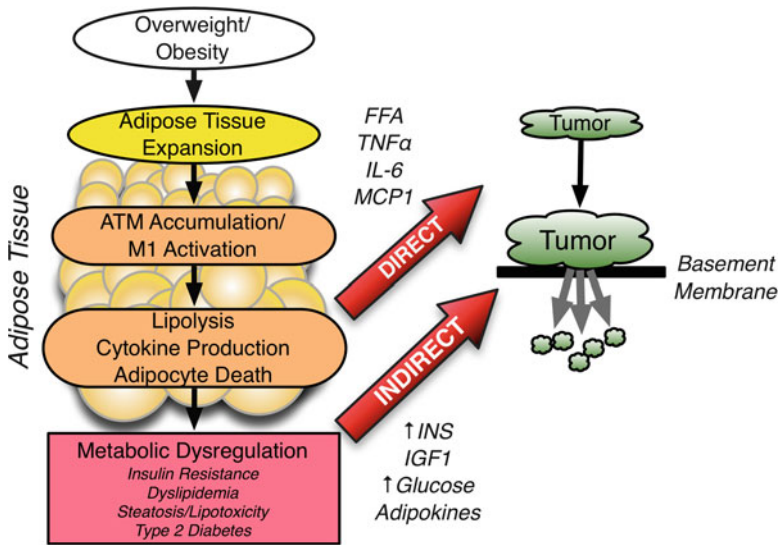 Overweight/
Obesity
Adipose Tissue
Expansion
Adipose Tissue
ATM Accumulation/
M1 Activation
Lipolysis
Cytokine Production
Adipocyte Death
Metabolic Dysregulation
Insulin Resistance
Dyslipidemia
Steatosis/Lipotoxicity
Type 2 Diabetes
FFA
TNFα
IL-6
MCP1
DIRECT
INDIRECT
↑INS
IGF1
↑Glucose
Adipokines
Tumor
Tumor
Basement
Membrane